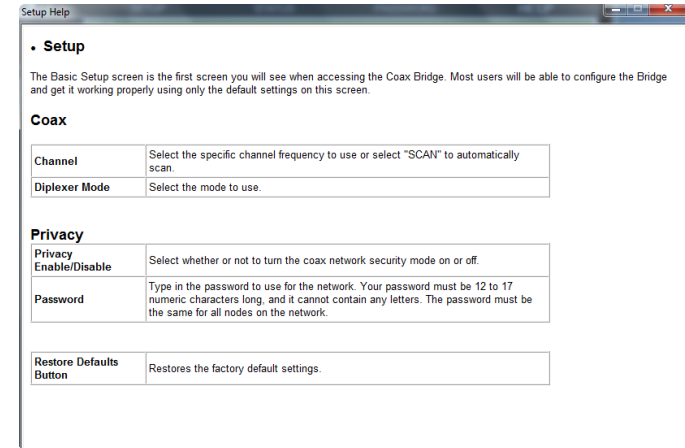 Setup Help
• Setup
The Basic Setup screen is the first screen you will see when accessing the Coax Bridge. Most users will be able to configure the Bridge
and get it working properly using only the default settings on this screen.
Coax
Channel
Select the specific channel frequency to use or select "SCAN" to automatically
scan.
Diplexer Mode
Select the mode to use.
Privacy
Privacy
Enable/Disable
Select whether or not to turn the coax network security mode on or off.
Password
Type in the password to use for the network. Your password must be 12 to 17
numeric characters long, and it cannot contain any letters. The password must be
the same for all nodes on the network.
Restore Defaults
Button
Restores the factory default settings.